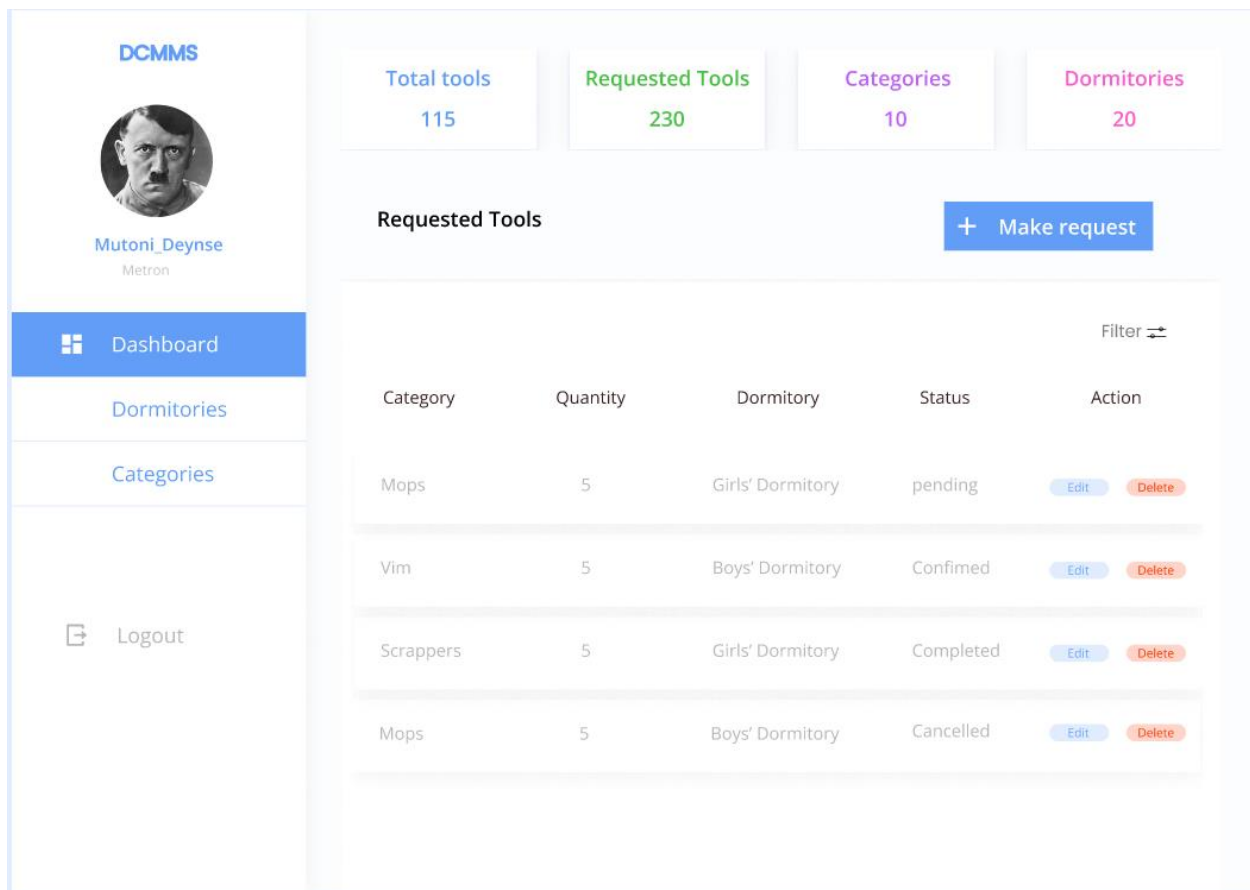 DCMMS
Mutoni_Deynse
Metron
Dashboard
Dormitories
Categories
Logout
Total tools
115
Requested Tools
230
Categories
10
Dormitories
20
Requested Tools
+ Make request
Filter
Category Quantity Dormitory Status Action
Mops 5 Girls’ Dormitory pending Edit Delete
Vim 5 Boys’ Dormitory Confimed Edit Delete
Scrappers 5 Girls’ Dormitory Completed Edit Delete
Mops 5 Boys’ Dormitory Cancelled Edit Delete